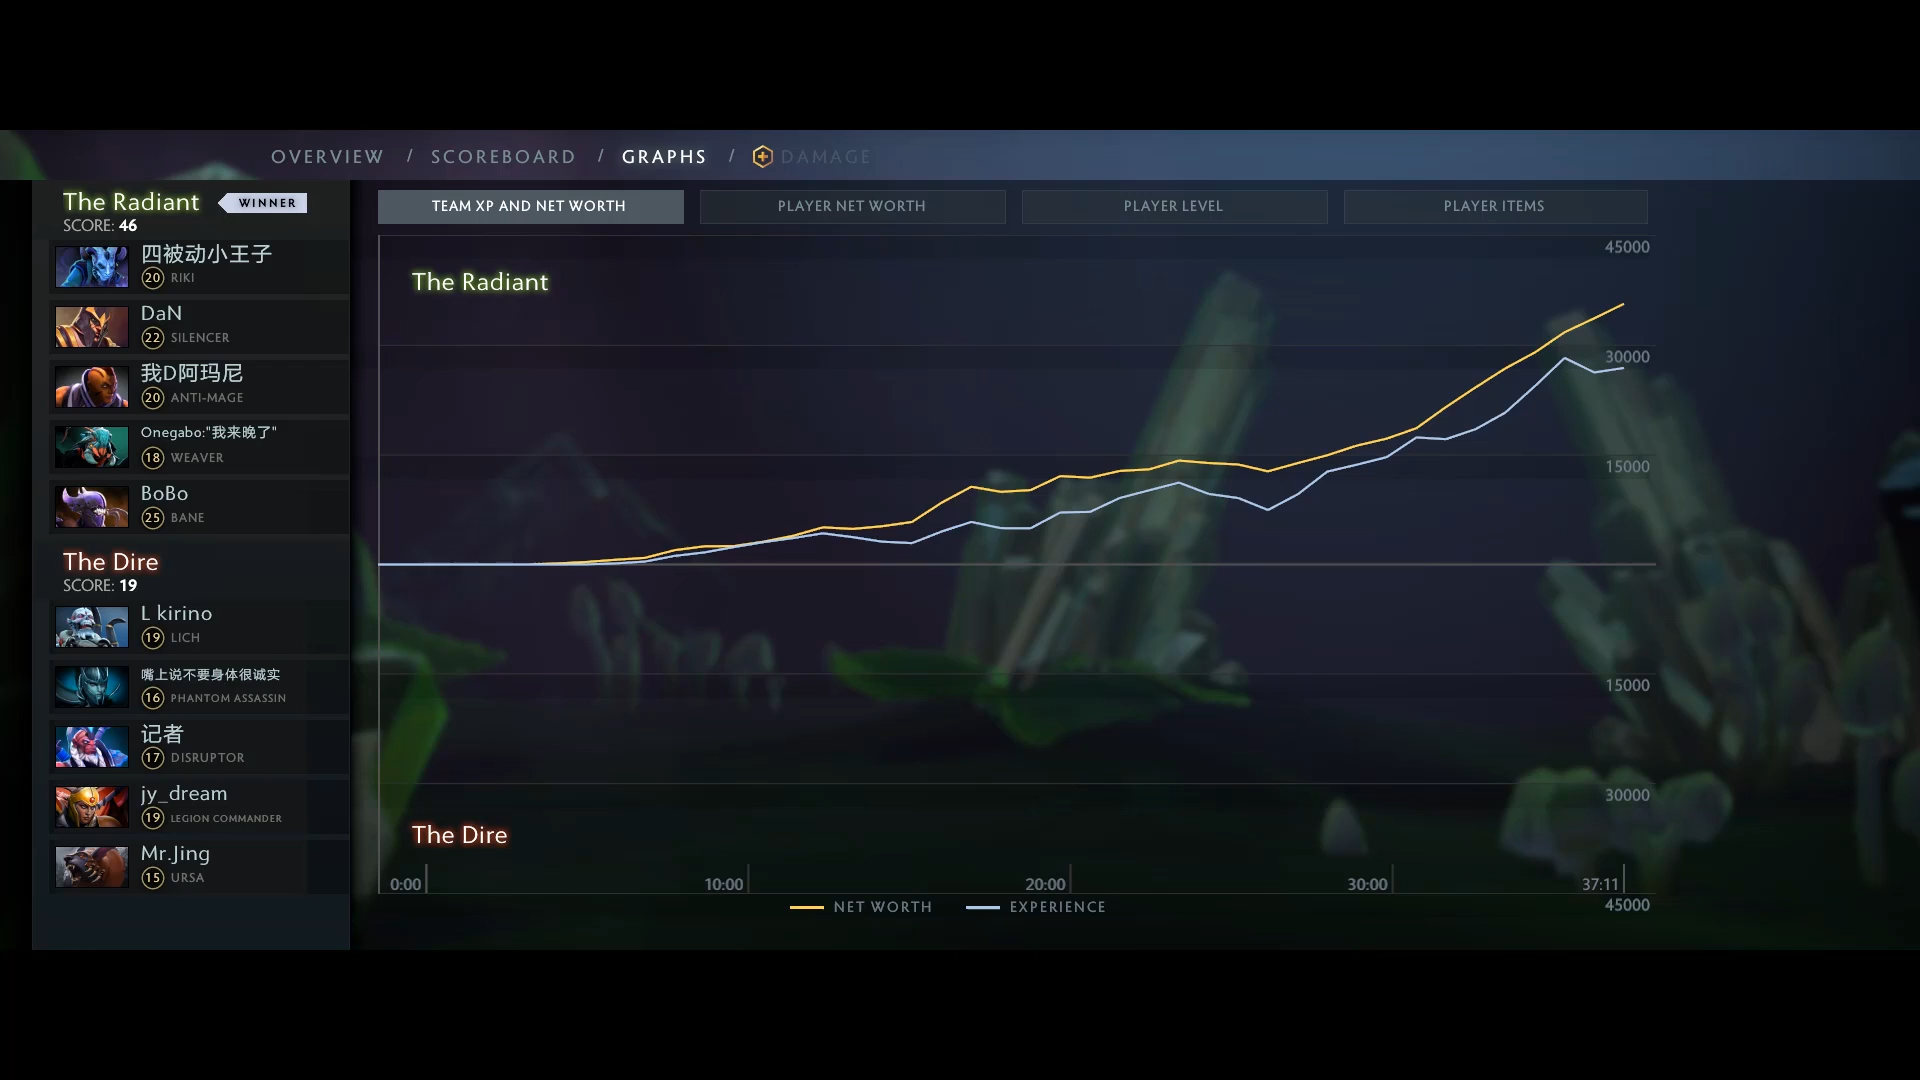 OVERVIEW / SCOREBOARD / GRAPHS / DAMAGE
The Radiant WINNER
SCORE: 46
四被动小王子
20 RIKI
DaN
22 SILENCER
我D阿玛尼
20 ANTI-MAGE
Onegabo:"我来晚了"
18 WEAVER
BoBo
25 BANE
The Dire
SCORE: 19
L kirino
19 LICH
嘴上说不要身体很诚实
16 PHANTOM ASSASSIN
记者
17 DISRUPTOR
jy_dream
19 LEGION COMMANDER
Mr.Jing
15 URSA
TEAM XP AND NET WORTH PLAYER NET WORTH PLAYER LEVEL PLAYER ITEMS
45000
The Radiant
30000
15000
15000
30000
The Dire
0:00 10:00 20:00 30:00 37:11
45000
NET WORTH EXPERIENCE